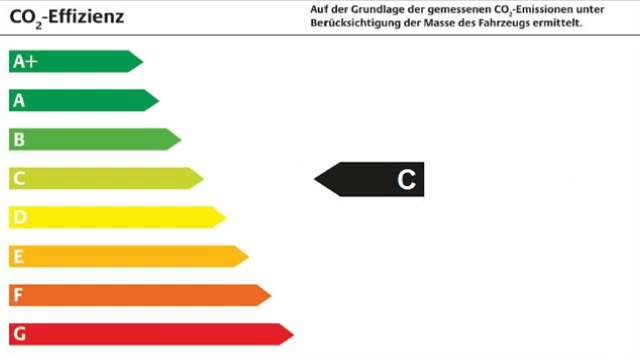 CO₂-Effizienz
Auf der Grundlage der gemessenen CO₂-Emissionen unter
Berücksichtigung der Masse des Fahrzeugs ermittelt.
A+
A
B
C
C
D
E
F
G